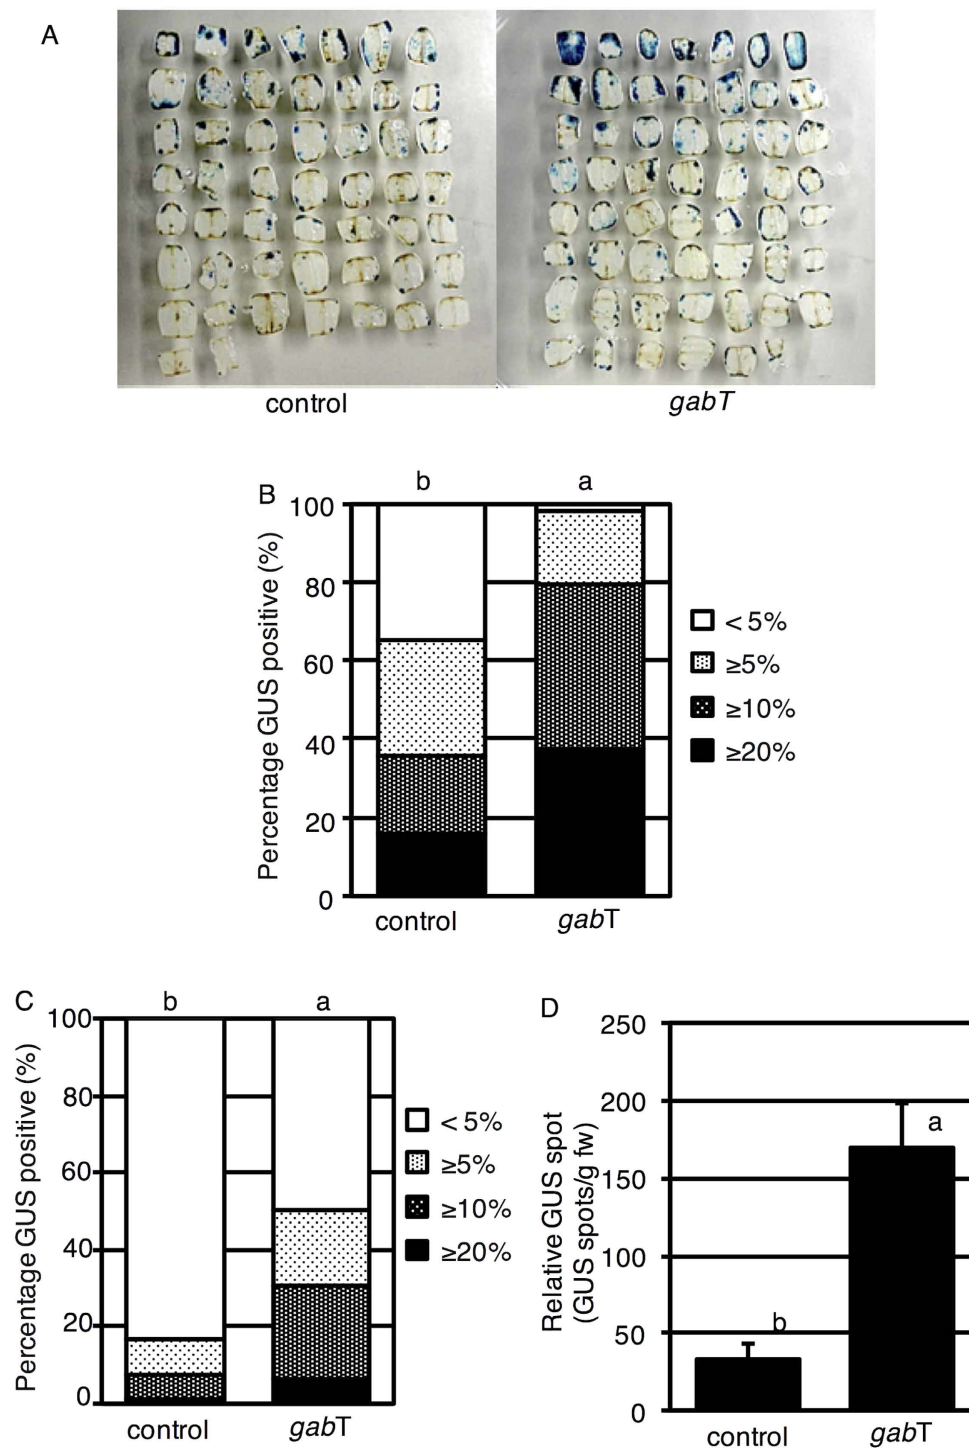 A
control
gabT
B
b
a
Percentage GUS positive (%)
100
80
60
40
20
0
control
gabT
< 5%
≥5%
≥10%
≥20%
C
b
a
Percentage GUS positive (%)
100
80
60
40
20
0
control
gabT
< 5%
≥5%
≥10%
≥20%
D
Relative GUS spot
(GUS spots/g fw)
250
200
150
100
50
0
b
a
control
gabT